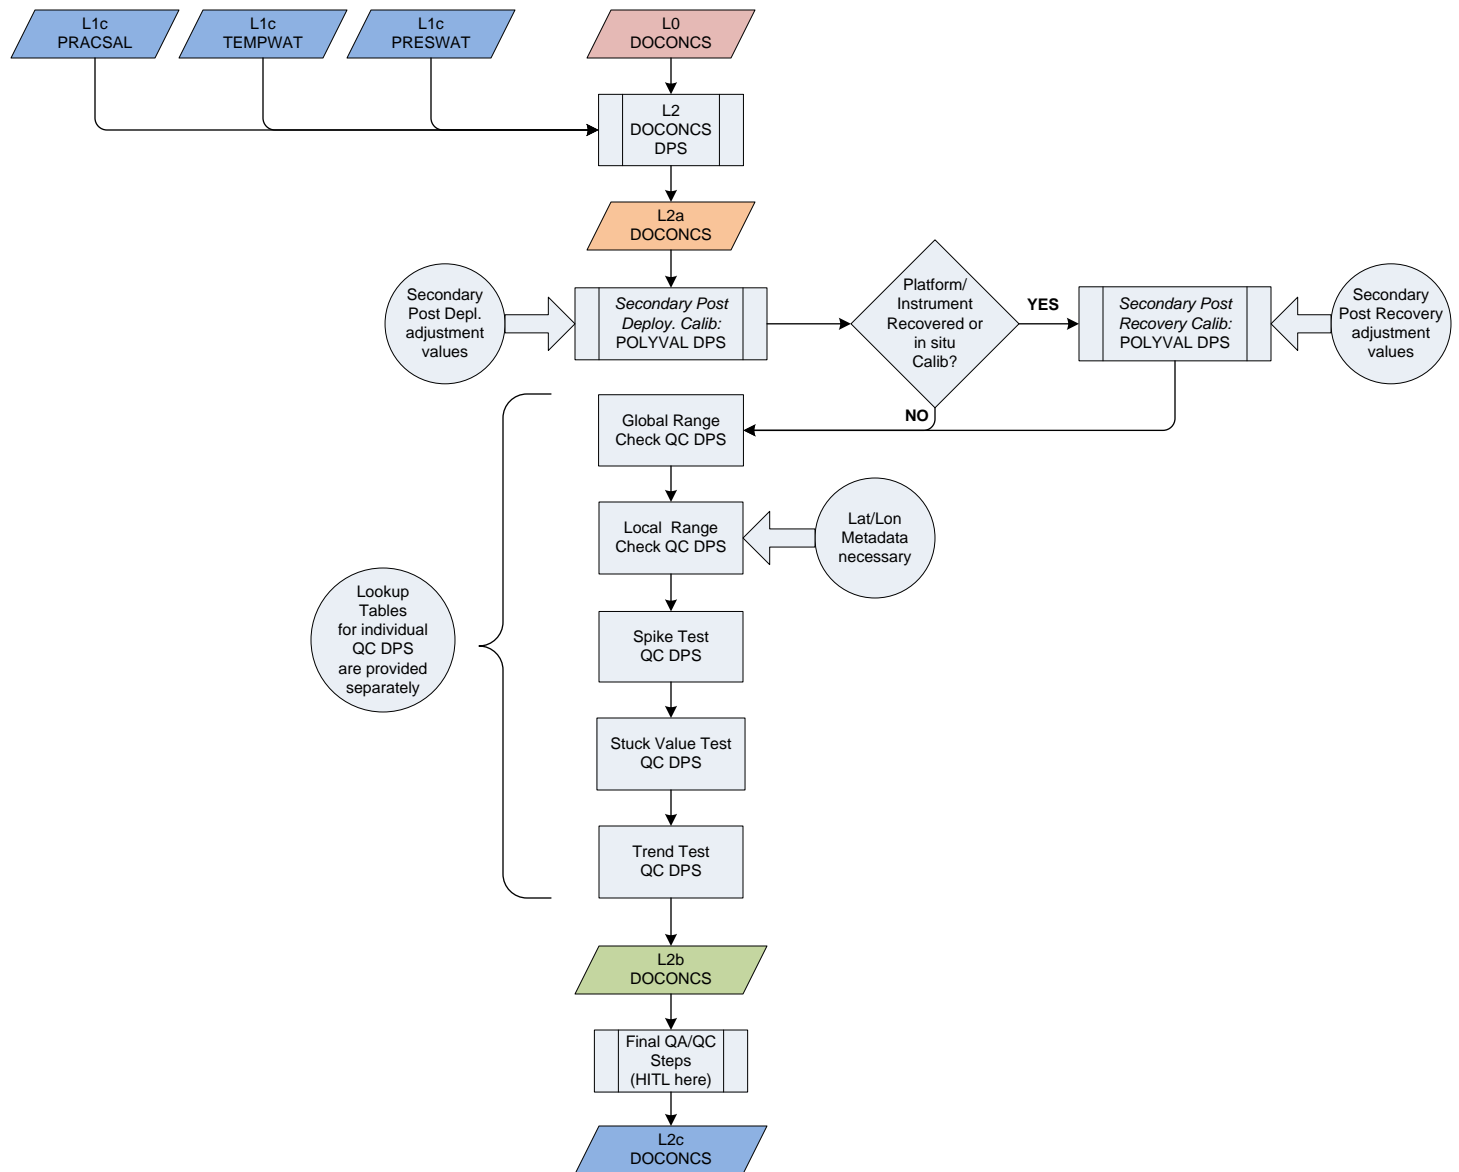 L1c
PRACSAL
L1c
TEMPWAT
L1c
PRESWAT
L0
DOCONCS
L2
DOCONCS
DPS
L2a
DOCONCS
Secondary
Post Depl.
adjustment
values
Secondary Post
Deploy. Calib:
POLYVAL DPS
Platform/
Instrument
Recovered or
in situ
Calib?
YES
Secondary Post
Recovery Calib:
POLYVAL DPS
Secondary
Post Recovery
adjustment
values
NO
Global Range
Check QC DPS
Local Range
Check QC DPS
Lat/Lon
Metadata
necessary
Lookup
Tables
for individual
QC DPS
are provided
separately
Spike Test
QC DPS
Stuck Value Test
QC DPS
Trend Test
QC DPS
L2b
DOCONCS
Final QA/QC
Steps
(HITL here)
L2c
DOCONCS